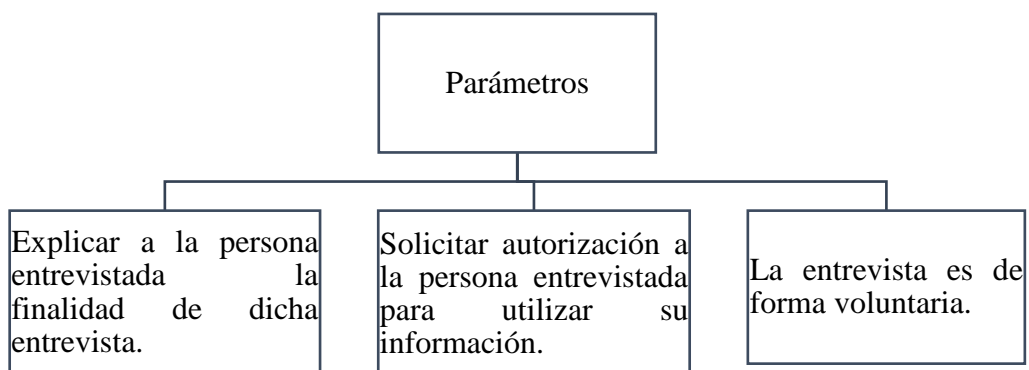 Parámetros
Explicar a la persona
entrevistada la
finalidad de dicha
entrevista.
Solicitar autorización a
la persona entrevistada
para utilizar su
información.
La entrevista es de
forma voluntaria.